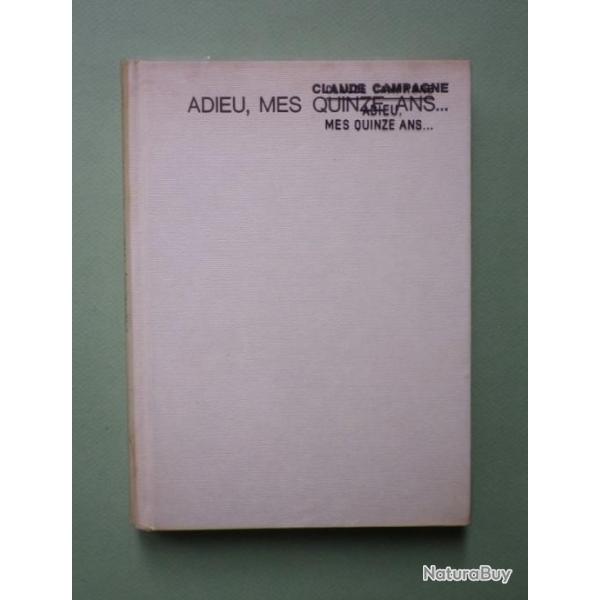 CLAUDE CAMPAGNE
ADIEU, MES QUINZE ANS...
ADIEU,
MES QUINZE ANS...
NaturaBuy